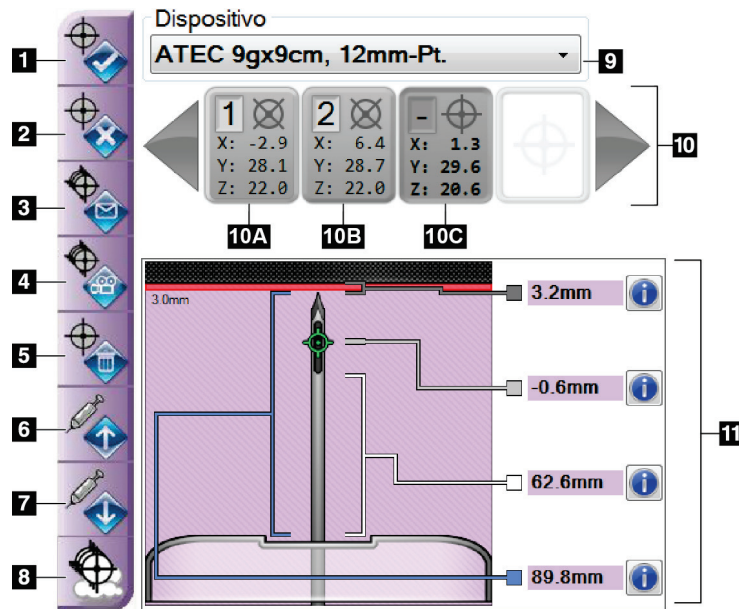 Dispositivo
ATEC 9gx9cm, 12mm-Pt.
1
2
3
4
5
6
7
8
9
1
X: -2.9
Y: 28.1
Z: 22.0
2
X: 6.4
Y: 28.7
Z: 22.0
-
X: 1.3
Y: 29.6
Z: 20.6
10
10A
10B
10C
3.0mm
3.2mm
-0.6mm
62.6mm
89.8mm
11